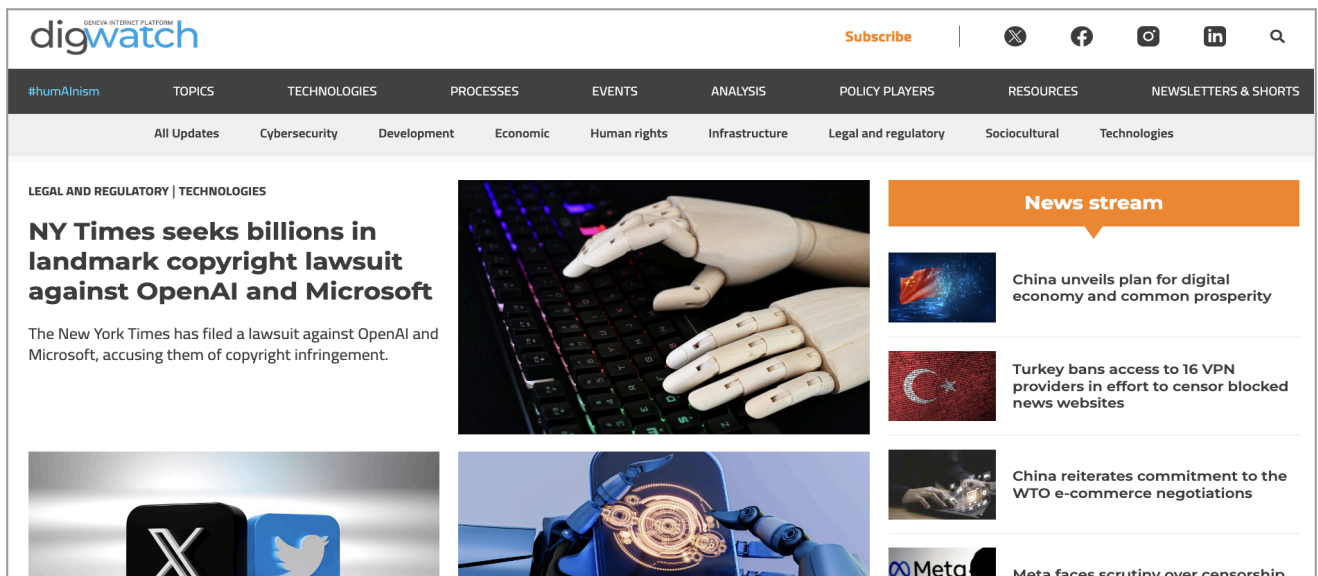 GENEVA INTERNET PLATFORM
digwatch
Subscribe
#humAInism
TOPICS
TECHNOLOGIES
PROCESSES
EVENTS
ANALYSIS
POLICY PLAYERS
RESOURCES
NEWSLETTERS & SHORTS
All Updates
Cybersecurity
Development
Economic
Human rights
Infrastructure
Legal and regulatory
Sociocultural
Technologies
LEGAL AND REGULATORY | TECHNOLOGIES
NY Times seeks billions in
landmark copyright lawsuit
against OpenAI and Microsoft
The New York Times has filed a lawsuit against OpenAI and
Microsoft, accusing them of copyright infringement.
News stream
China unveils plan for digital
economy and common prosperity
Turkey bans access to 16 VPN
providers in effort to censor blocked
news websites
China reiterates commitment to the
WTO e-commerce negotiations
Meta
Meta faces scrutiny over censorship